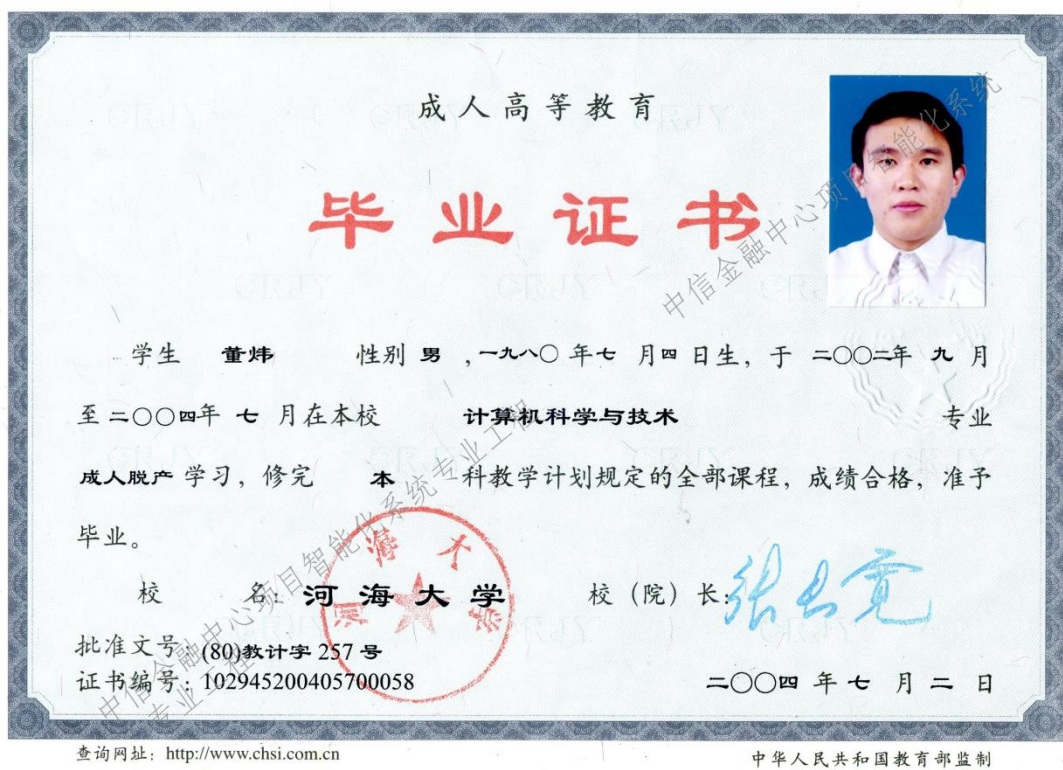 成人高等教育
毕业证书
学生 董炜 性别 男 ，一九八〇年七 月四 日生，于 二〇〇二年 九 月
至二〇〇四年 七 月在本校 计算机科学与技术 专业
成人脱产 学习，修完 本 科教学计划规定的全部课程，成绩合格，准予
毕业。
校 名：河海大学 校（院）长：
河海大学
批准文号：(80)教计字 257 号
证书编号：102945200405700058
二〇〇四 年 七 月 二 日
查询网址：http://www.chsi.com.cn
中华人民共和国教育部监制
中信金融中心项目智能化系统
中信金融中心项目智能化系统专业工程
专业工程